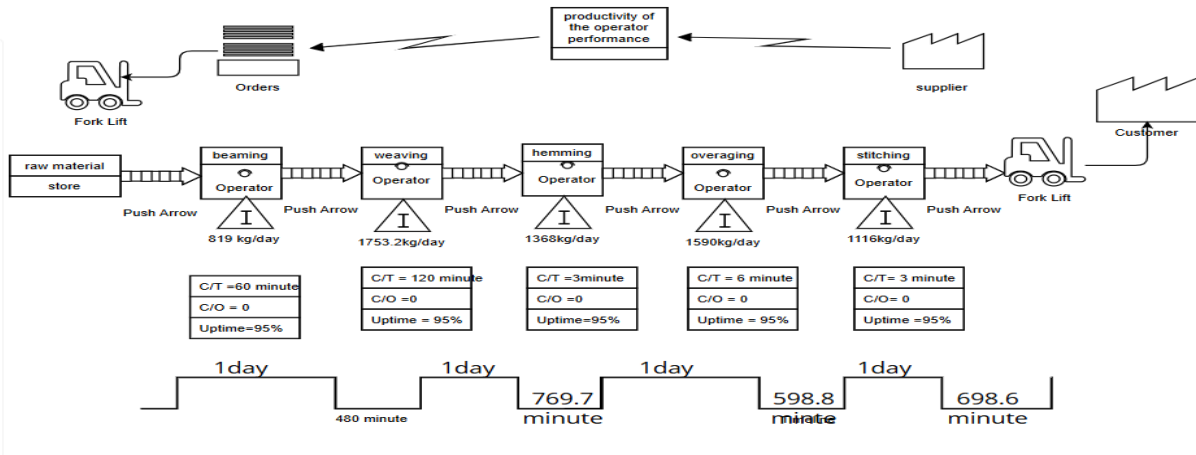 productivity of
the operator
performance
Orders
supplier
Fork Lift
Customer
raw material
store
beaming
Operator
weaving
Operator
hemming
Operator
overaging
Operator
stitching
Operator
Fork Lift
Push Arrow
Push Arrow
Push Arrow
Push Arrow
Push Arrow
Push Arrow
I
I
I
I
I
819 kg/day
1753.2kg/day
1368kg/day
1590kg/day
1116kg/day
C/T =60 minute
C/O = 0
Uptime=95%
C/T = 120 minute
C/O =0
Uptime = 95%
C/T =3minute
C/O =0
Uptime=95%
C/T = 6 minute
C/O = 0
Uptime = 95%
C/T= 3 minute
C/O= 0
Uptime =95%
1day
1day
1day
1day
480 minute
769.7
minute
598.8
minte
698.6
minute